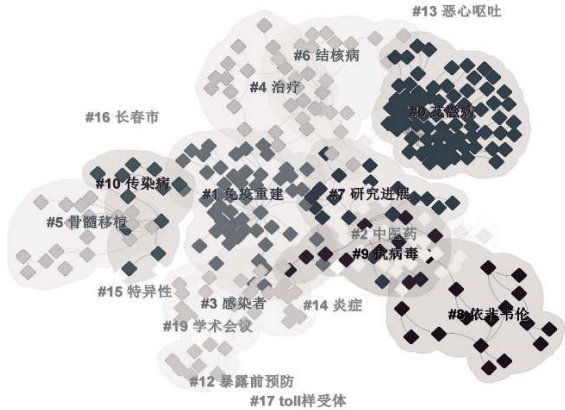 #13 恶心呕吐
#6 结核病
#4 治疗
#0 艾滋病
#16 长春市
#10 传染病
#1 免疫重建
#7 研究进展
#5 骨髓移植
#2 中医药
#9 抗病毒
#15 特异性
#3 感染者
#14 炎症
#8 依非韦伦
#19 学术会议
#12 暴露前预防
#17 toll样受体